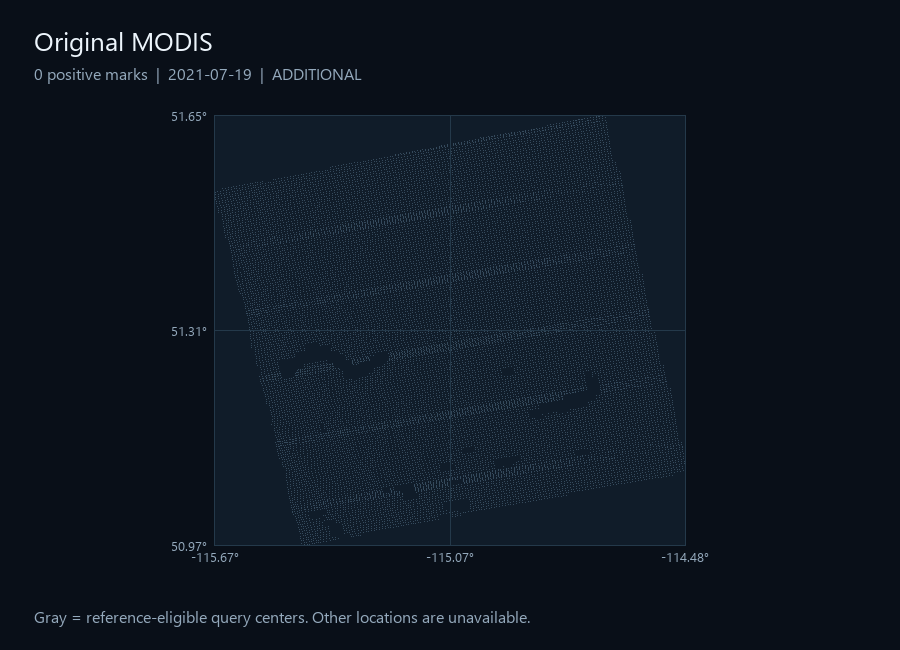 Original MODIS
0 positive marks | 2021-07-19 | ADDITIONAL
51.65°
51.31°
50.97°
-115.67° -115.07° -114.48°
Gray = reference-eligible query centers. Other locations are unavailable.